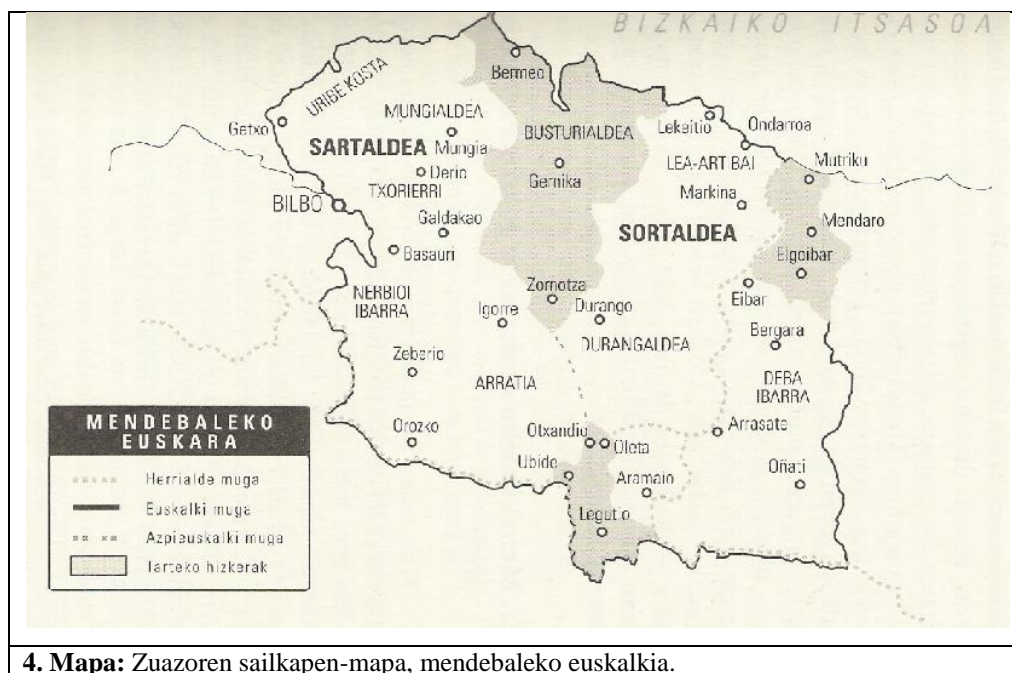 BIZKAIKO ITSASOA
Bermeo
URIBE KOSTA
MUNGIALDEA
Getxo
BUSTURIALDEA
Lekeitio
Ondarroa
SARTALDEA
Mungia
LEA-ARTIBAI
Mutriku
Derio
Gernika
TXORIERRI
Markina
BILBO
Galdakao
Mendaro
SORTALDEA
Basauri
Elgoibar
Zornotza
Eibar
NERBIOI
IBARRA
Igorre
Durango
Bergara
DURANGALDEA
Zeberio
ARRATIA
DEBA
IBARRA
Orozko
Otxandio
Oleta
Arrasate
Ubide
Aramaio
Oñati
Legutio
MENDEBALEKO
EUSKARA
Herrialde muga
Euskalki muga
Azpieuskalki muga
Tarteko hizkerak
4. Mapa: Zuazoren sailkapen-mapa, mendebaleko euskalkia.